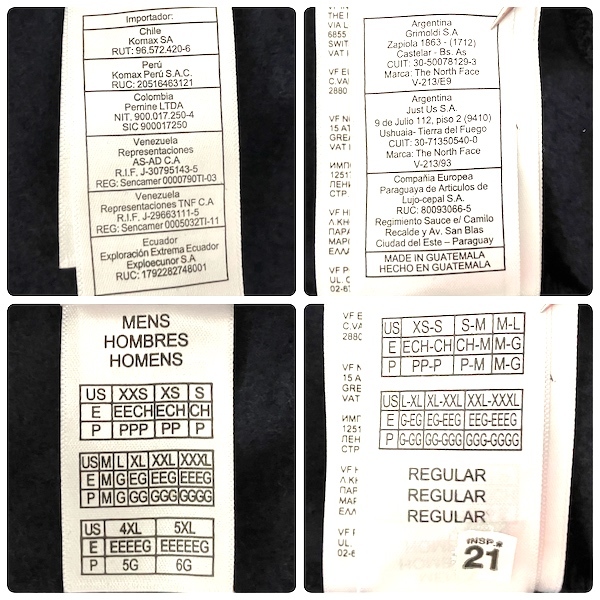 Importador:
Chile
Komax SA
RUT: 96.572.420-6
Perú
Komax Perú S.A.C.
RUC: 20516463121
Colombia
Pernine LTDA
NIT. 900.017.250-4
SIC 900017250
Venezuela
Representaciones
AS-AD C.A
R.I.F. J-30795143-5
REG: Sencamer 0000790TI-03
Venezuela
Representaciones TNF C.A
R.I.F. J-29663111-5
REG: Sencamer 0005032TI-11
Ecuador
Exploración Extrema Ecuador
Exploecunor S.A
RUC: 1792282748001
Argentina
Grimoldi S.A
Zapiola 1863 - (1712)
Castelar - Bs. As
CUIT: 30-50078129-3
Marca: The North Face
V-213/E9
Argentina
Just Us S.A.
9 de Julio 112, piso 2 (9410)
Ushuaia- Tierra del Fuego
CUIT: 30-71350540-0
Marca: The North Face
V-213/93
Compañia Europea
Paraguaya de Articulos de
Lujo-cepal S.A.
RUC: 80093066-5
Regimiento Sauce e/ Camilo
Recalde y Av. San Blas
Ciudad del Este – Paraguay
MADE IN GUATEMALA
HECHO EN GUATEMALA
MENS
HOMBRES
HOMENS
US XXS XS S
E EECH ECH CH
P PPP PP P
US M L XL XXL XXXL
E M G EG EEG EEEG
P M G GG GGG GGGG
US 4XL 5XL
E EEEEG EEEEEG
P 5G 6G
US XS-S S-M M-L
E ECH-CH CH-M M-G
P PP-P P-M M-G
US L-XL XL-XXL XXL-XXXL
E G-EG EG-EEG EEG-EEEG
P G-GG GG-GGG GGG-GGGG
REGULAR
REGULAR
REGULAR
INSP.#
21